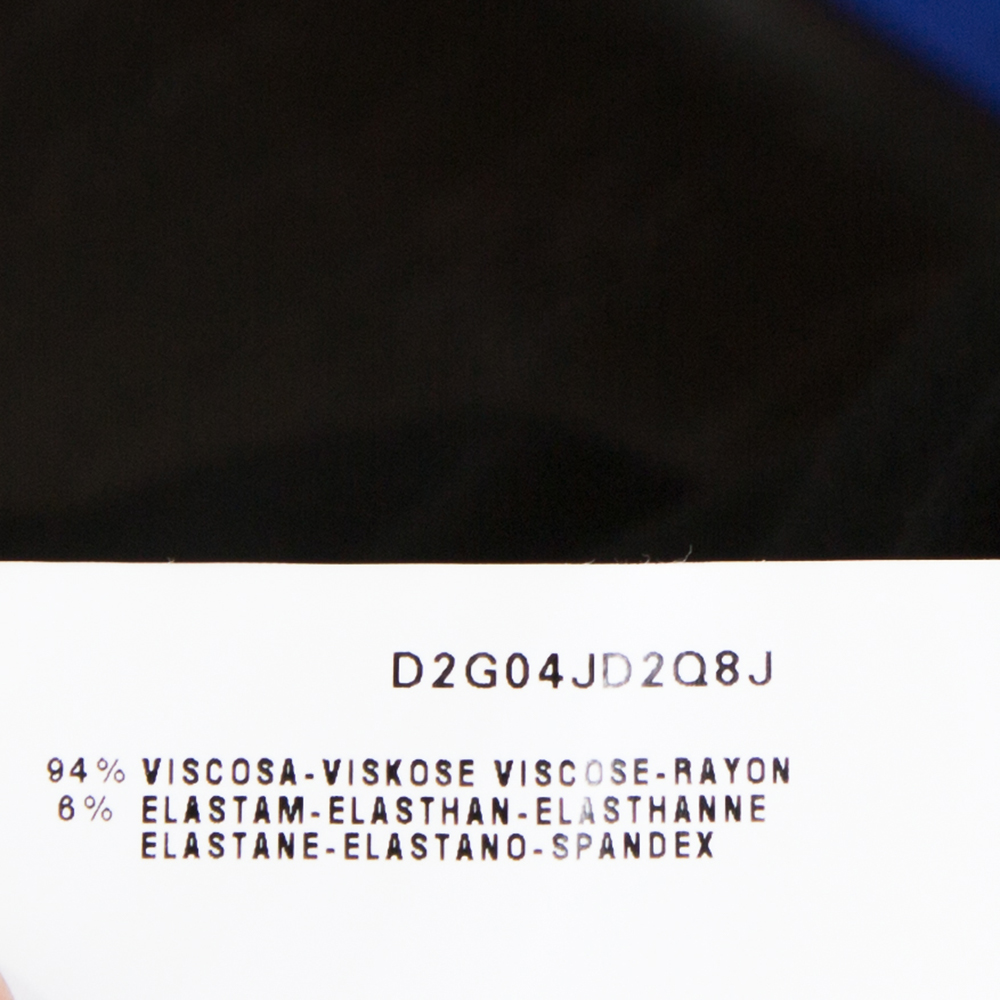 D2G04JD2Q8J
94% VISCOSA-VISKOSE VISCOSE-RAYON
6% ELASTAM-ELASTHAN-ELASTHANNE
ELASTANE-ELASTANO-SPANDEX